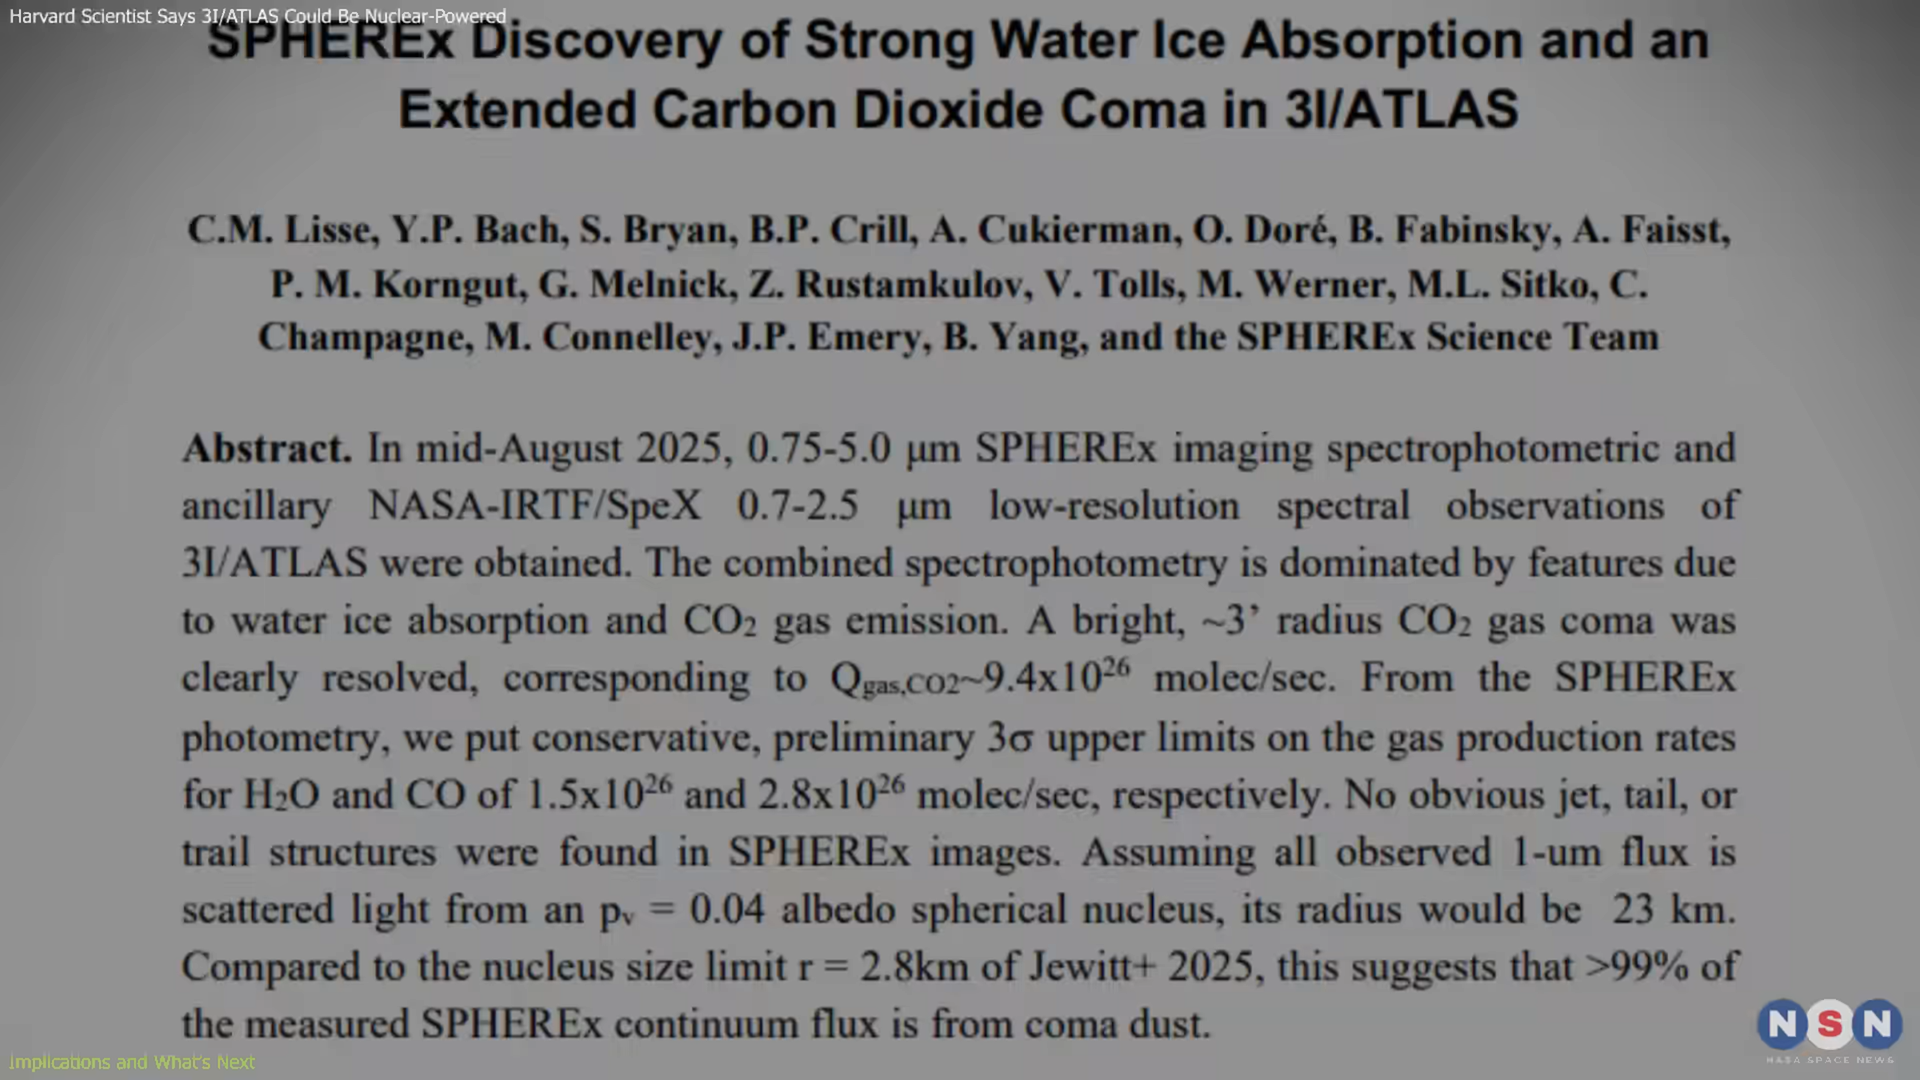 Harvard Scientist Says 3I/ATLAS Could Be Nuclear-Powered
SPHEREx Discovery of Strong Water Ice Absorption and an
Extended Carbon Dioxide Coma in 3I/ATLAS
C.M. Lisse, Y.P. Bach, S. Bryan, B.P. Crill, A. Cukierman, O. Doré, B. Fabinsky, A. Faisst,
P. M. Korngut, G. Melnick, Z. Rustamkulov, V. Tolls, M. Werner, M.L. Sitko, C.
Champagne, M. Connelley, J.P. Emery, B. Yang, and the SPHEREx Science Team
Abstract. In mid-August 2025, 0.75-5.0 μm SPHEREx imaging spectrophotometric and
ancillary NASA-IRTF/SpeX 0.7-2.5 μm low-resolution spectral observations of
3I/ATLAS were obtained. The combined spectrophotometry is dominated by features due
to water ice absorption and CO₂ gas emission. A bright, ~3’ radius CO₂ gas coma was
clearly resolved, corresponding to Qgas,CO2~9.4x10²⁶ molec/sec. From the SPHEREx
photometry, we put conservative, preliminary 3σ upper limits on the gas production rates
for H₂O and CO of 1.5x10²⁶ and 2.8x10²⁶ molec/sec, respectively. No obvious jet, tail, or
trail structures were found in SPHEREx images. Assuming all observed 1-um flux is
scattered light from an pᵥ = 0.04 albedo spherical nucleus, its radius would be 23 km.
Compared to the nucleus size limit r = 2.8km of Jewitt+ 2025, this suggests that >99% of
the measured SPHEREx continuum flux is from coma dust.
NSN
NASA SPACE NEWS
Implications and What's Next